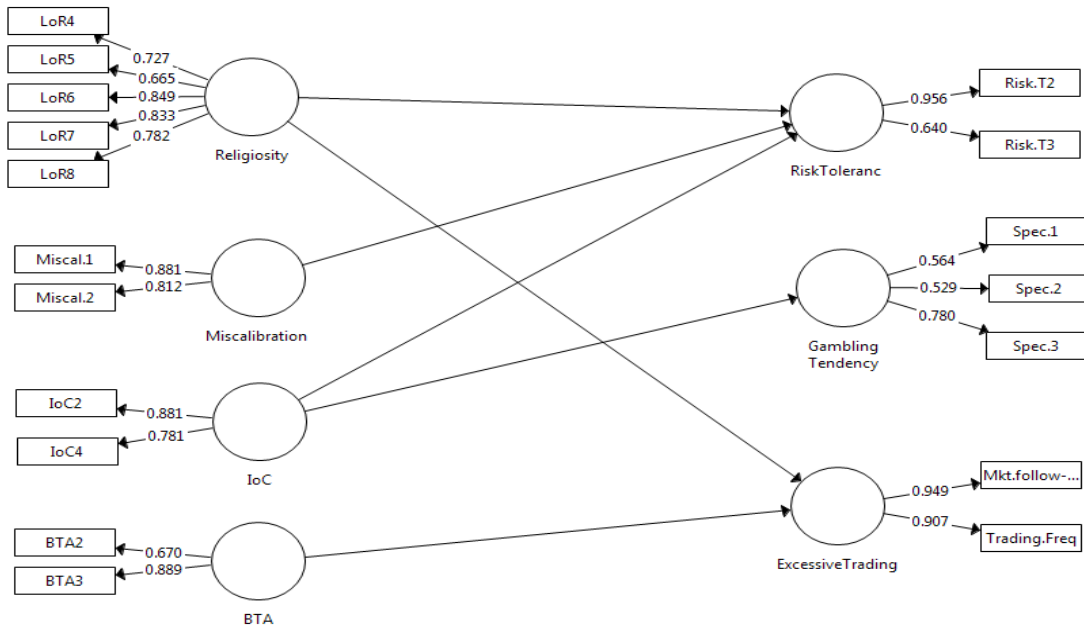 LoR4
0.727
LoR5
0.665
LoR6
0.849
LoR7
0.833
LoR8
0.782
Religiosity
Miscal.1
0.881
Miscal.2
0.812
Miscalibration
IoC2
0.881
IoC4
0.781
IoC
BTA2
0.670
BTA3
0.889
BTA
Risk.T2
0.956
Risk.T3
0.640
RiskToleranc
Spec.1
0.564
Spec.2
0.529
Spec.3
0.780
Gambling
Tendency
Mkt.follow-...
0.949
Trading.Freq
0.907
ExcessiveTrading